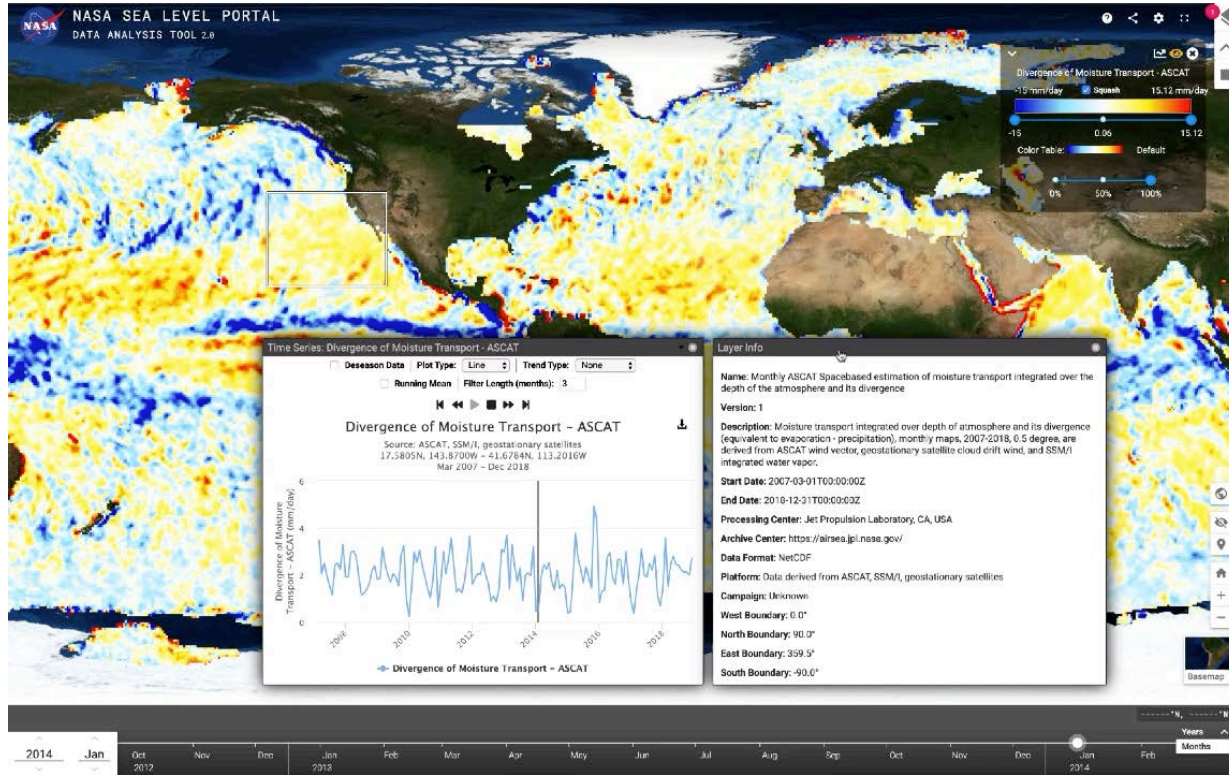 NASA
NASA SEA LEVEL PORTAL
DATA ANALYSIS TOOL 2.0
1
Divergence of Moisture Transport - ASCAT
-15 mm/day Squash 15.12 mm/day
-15 0.06 15.12
Color Table: Default
0% 50% 100%
Time Series: Divergence of Moisture Transport - ASCAT
Deseason Data Plot Type: Line Trend Type: None
Running Mean Filter Length (months): 3
Divergence of Moisture Transport – ASCAT
Source: ASCAT, SSM/I, geostationary satellites
17.5805N, 143.8700W – 41.6784N, 113.2016W
Mar 2007 – Dec 2018
Divergence of Moisture
Transport – ASCAT (mm/day)
6
4
2
0
2008 2010 2012 2014 2016 2018
Divergence of Moisture Transport – ASCAT
Layer Info
Name: Monthly ASCAT Spacebased estimation of moisture transport integrated over the
depth of the atmosphere and its divergence
Version: 1
Description: Moisture transport integrated over depth of atmosphere and its divergence
(equivalent to evaporation - precipitation), monthly maps, 2007-2018, 0.5 degree, are
derived from ASCAT wind vector, geostationary satellite cloud drift wind, and SSM/I
integrated water vapor.
Start Date: 2007-03-01T00:00:00Z
End Date: 2018-12-31T00:00:00Z
Processing Center: Jet Propulsion Laboratory, CA, USA
Archive Center: https://airsea.jpl.nasa.gov/
Data Format: NetCDF
Platform: Data derived from ASCAT, SSM/I, geostationary satellites
Campaign: Unknown
West Boundary: 0.0°
North Boundary: 90.0°
East Boundary: 359.5°
South Boundary: -90.0°
Basemap
------°N, ------°N
Years
Months
2014 Jan
Oct Nov Dec Jan Feb Mar Apr May Jun Jul Aug Sep Oct Nov Dec Jan Feb
2012 2013 2014